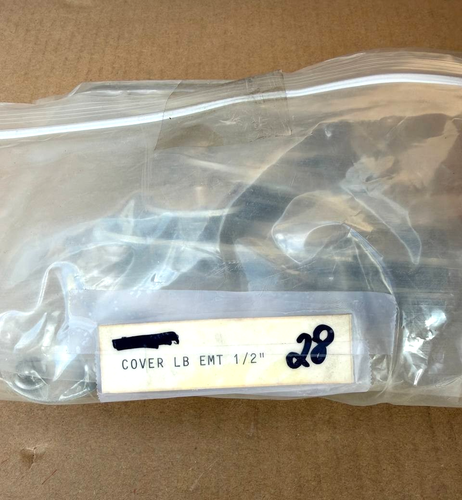 COVER LB EMT 1/2" 28